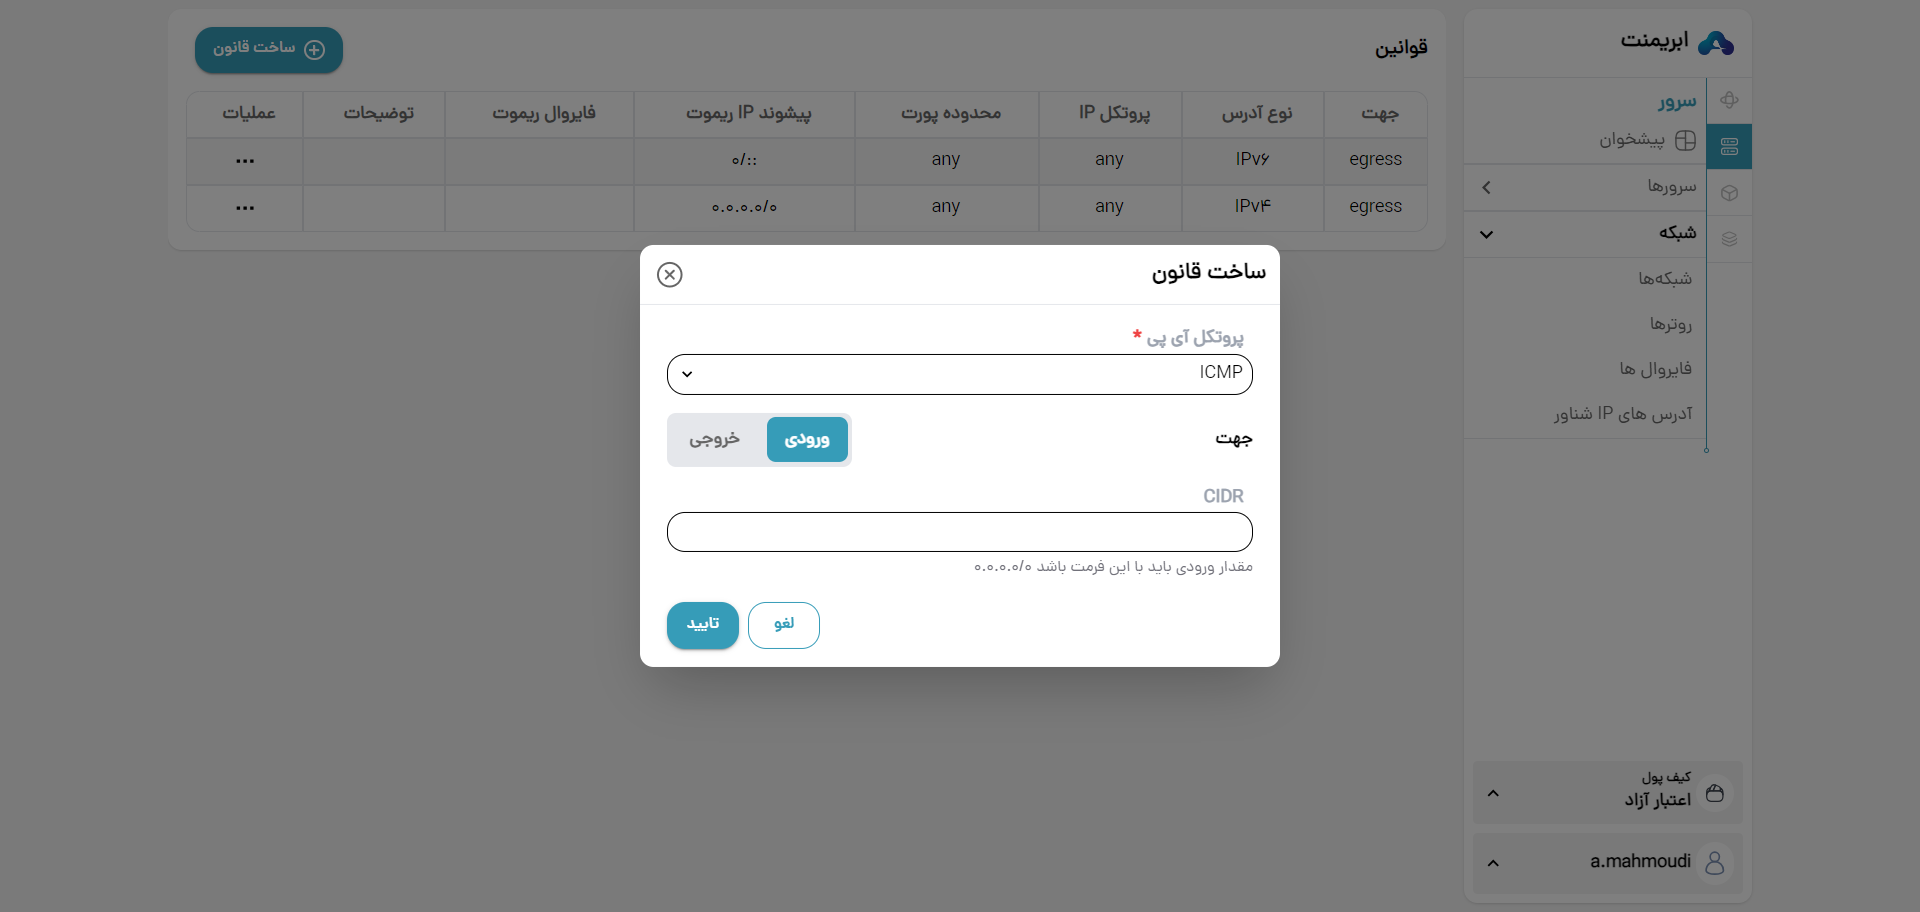 ابریمنت
سرور
پیشخوان
سرورها
شبکه
شبکه‌ها
روترها
فایروال ها
آدرس های IP شناور
کیف پول
اعتبار آزاد
a.mahmoudi
قوانین
ساخت قانون
جهت نوع آدرس پروتکل IP محدوده پورت پیشوند IP ریموت فایروال ریموت توضیحات عملیات
egress IPv۶ any any ::/۰ •••
egress IPv۴ any any ۰.۰.۰.۰/۰ •••
ساخت قانون
پروتکل آی پی *
ICMP
جهت ورودی خروجی
CIDR
مقدار ورودی باید با این فرمت باشد ۰.۰.۰.۰/۰
لغو تایید